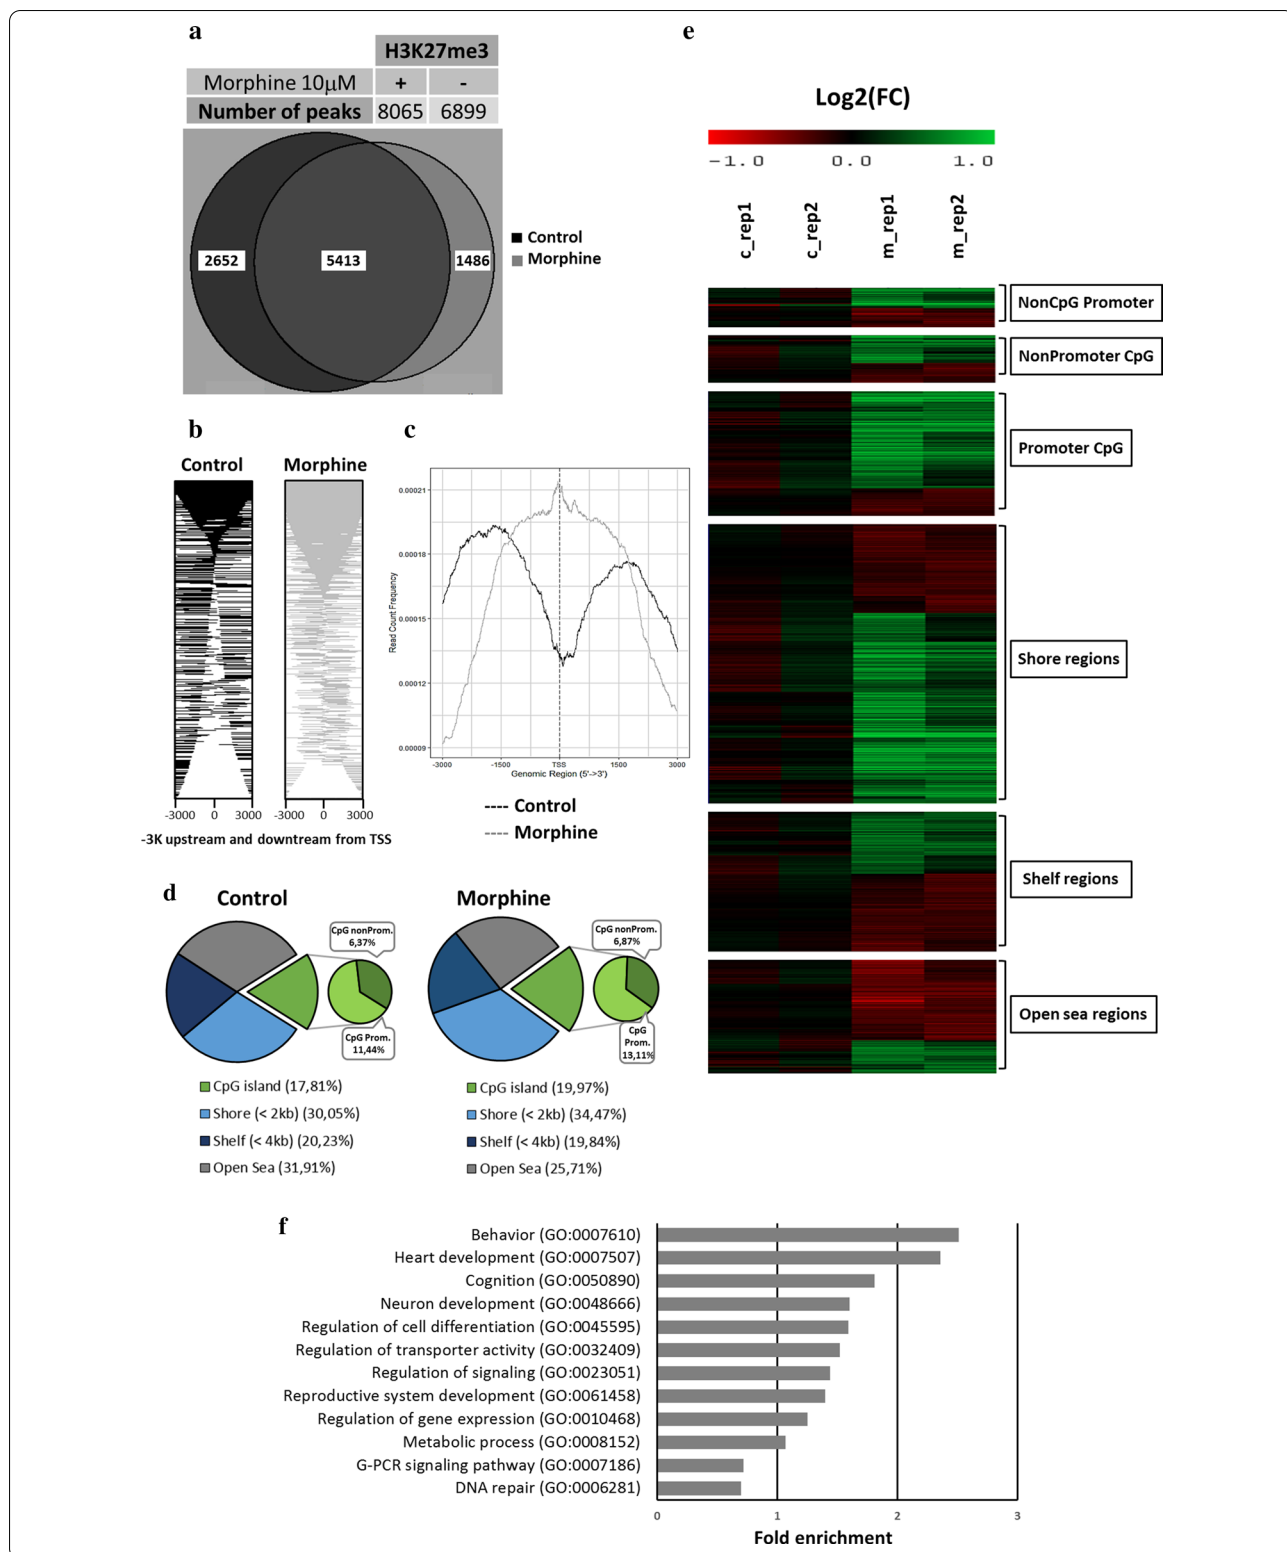 a
H3K27me3
Morphine 10µM + -
Number of peaks 8065 6899
2652 5413 1486
Control
Morphine
b
Control Morphine
-3000 0 3000 -3000 0 3000
-3K upstream and downtream from TSS
c
Read Count Frequency
0.00021
0.00018
0.00015
0.00012
0.00009
-3000 -1500 TSS 1500 3000
Genomic Region (5'->3')
Control
Morphine
d
Control
CpG nonProm.
6,37%
CpG Prom.
11,44%
CpG island (17,81%)
Shore (< 2kb) (30,05%)
Shelf (< 4kb) (20,23%)
Open Sea (31,91%)
Morphine
CpG nonProm.
6,87%
CpG
Prom.
13,11%
CpG island (19,97%)
Shore (< 2kb) (34,47%)
Shelf (< 4kb) (19,84%)
Open Sea (25,71%)
e
Log2(FC)
-1.0 0.0 1.0
c_rep1
c_rep2
m_rep1
m_rep2
NonCpG Promoter
NonPromoter CpG
Promoter CpG
Shore regions
Shelf regions
Open sea regions
f
Behavior (GO:0007610)
Heart development (GO:0007507)
Cognition (GO:0050890)
Neuron development (GO:0048666)
Regulation of cell differentiation (GO:0045595)
Regulation of transporter activity (GO:0032409)
Regulation of signaling (GO:0023051)
Reproductive system development (GO:0061458)
Regulation of gene expression (GO:0010468)
Metabolic process (GO:0008152)
G-PCR signaling pathway (GO:0007186)
DNA repair (GO:0006281)
0 1 2 3
Fold enrichment